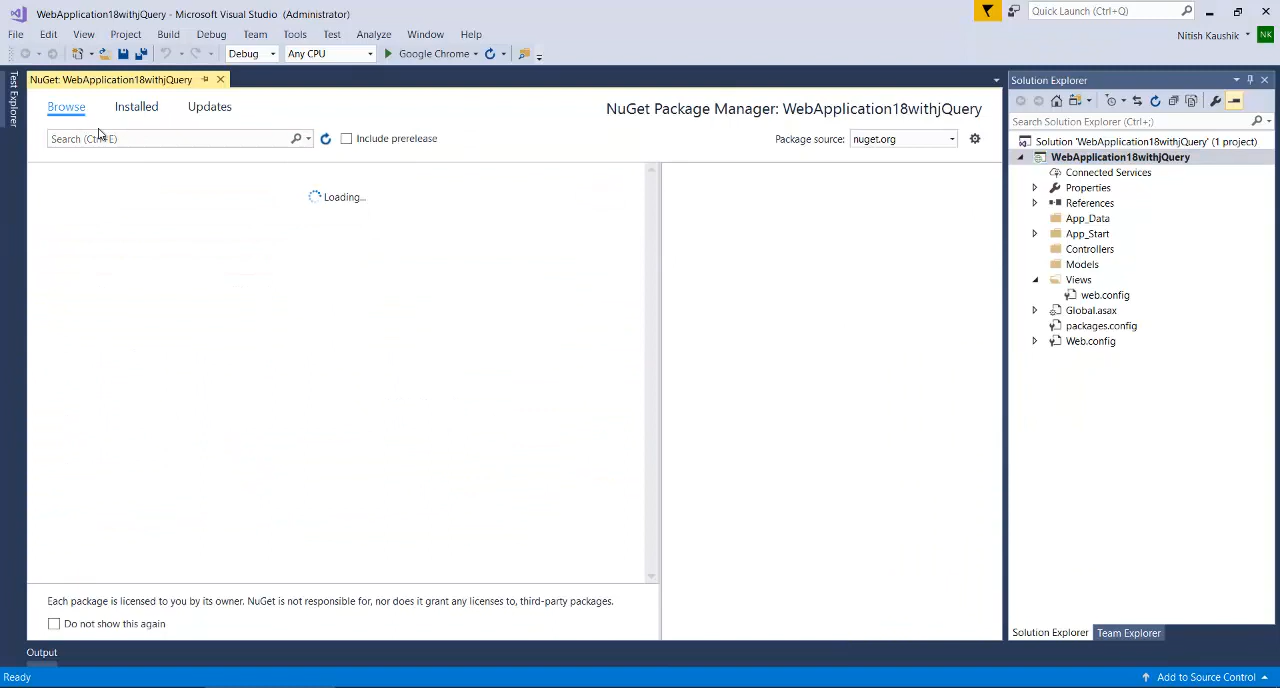 WebApplication18withjQuery - Microsoft Visual Studio (Administrator)
Quick Launch (Ctrl+Q)
File Edit View Project Build Debug Team Tools Test Analyze Window Help
Nitish Kaushik NK
Debug Any CPU Google Chrome
Test Explorer
NuGet: WebApplication18withjQuery
Browse Installed Updates
NuGet Package Manager: WebApplication18withjQuery
Search (Ctrl+E)
Include prerelease
Package source: nuget.org
Loading...
Each package is licensed to you by its owner. NuGet is not responsible for, nor does it grant any licenses to, third-party packages.
Do not show this again
Solution Explorer
Search Solution Explorer (Ctrl+;)
Solution 'WebApplication18withjQuery' (1 project)
WebApplication18withjQuery
Connected Services
Properties
References
App_Data
App_Start
Controllers
Models
Views
web.config
Global.asax
packages.config
Web.config
Solution Explorer Team Explorer
Output
Ready
Add to Source Control